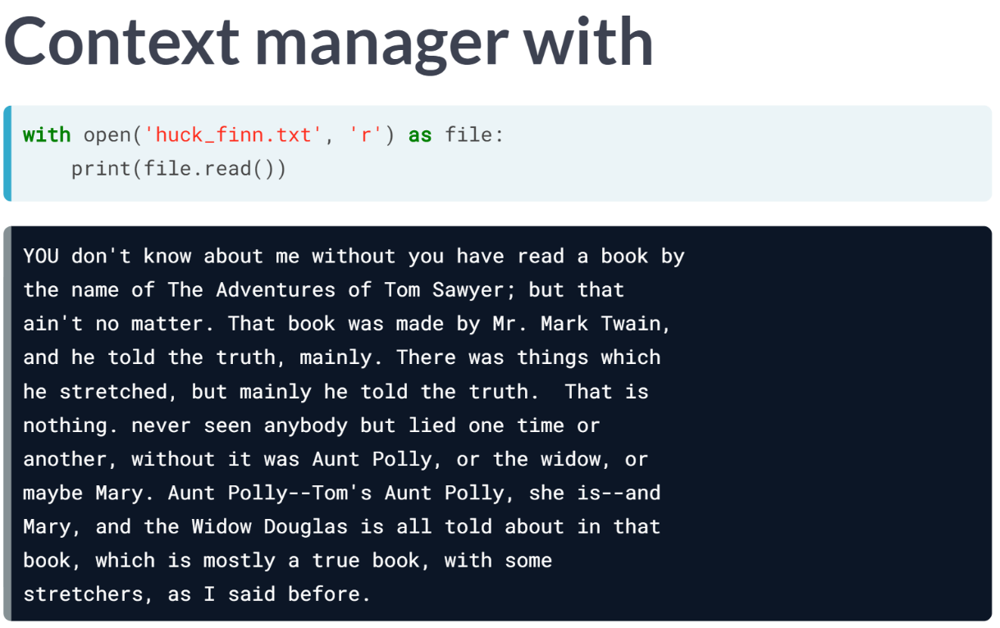 Context manager with
with open('huck_finn.txt', 'r') as file:
    print(file.read())
YOU don't know about me without you have read a book by
the name of The Adventures of Tom Sawyer; but that
ain't no matter. That book was made by Mr. Mark Twain,
and he told the truth, mainly. There was things which
he stretched, but mainly he told the truth.  That is
nothing. never seen anybody but lied one time or
another, without it was Aunt Polly, or the widow, or
maybe Mary. Aunt Polly--Tom's Aunt Polly, she is--and
Mary, and the Widow Douglas is all told about in that
book, which is mostly a true book, with some
stretchers, as I said before.